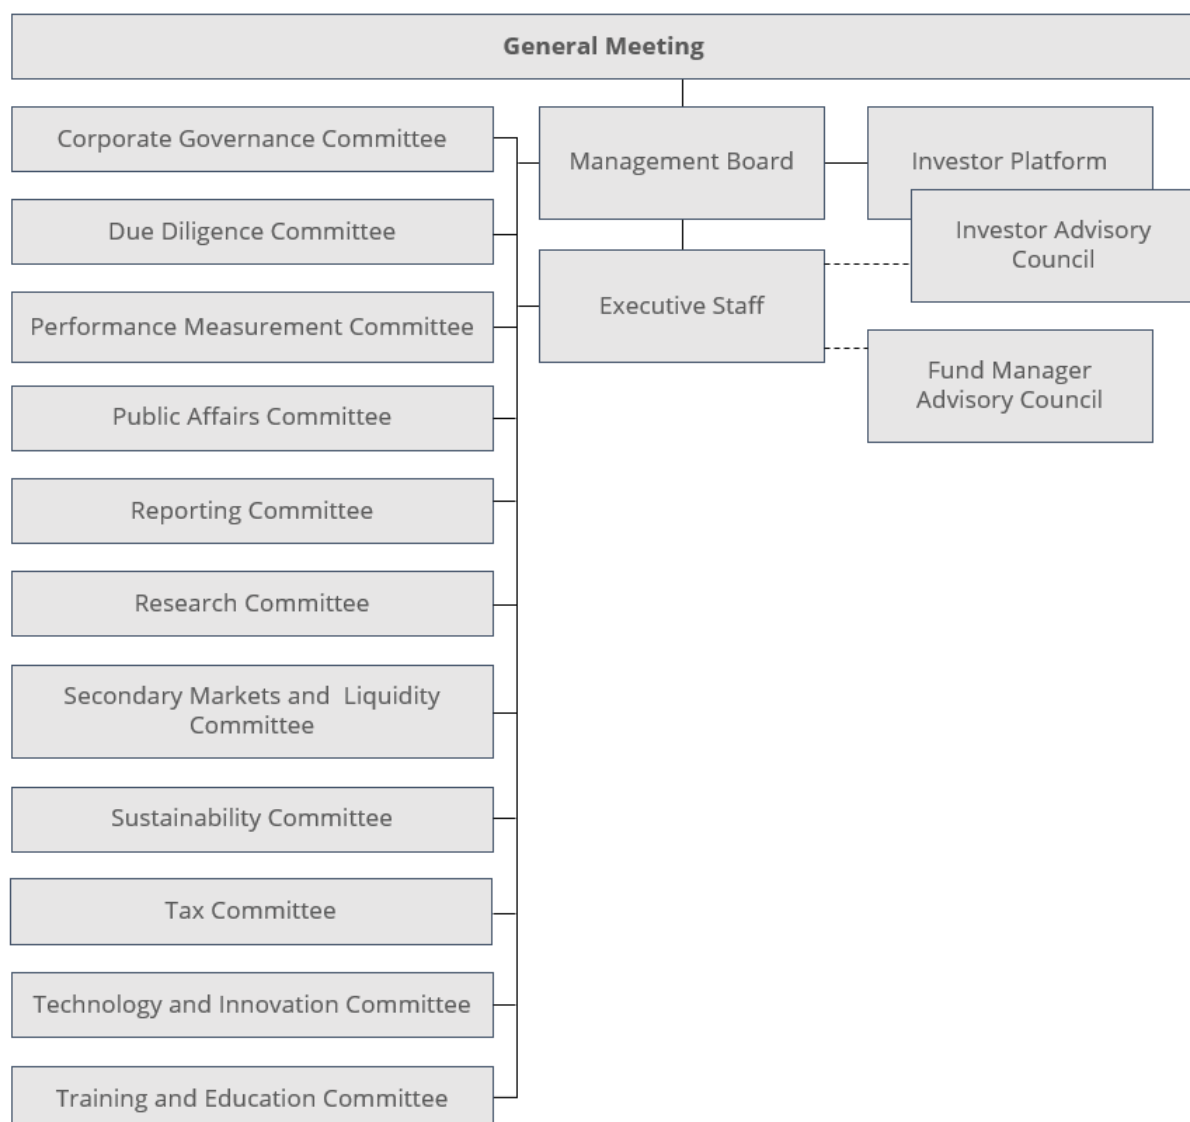 General Meeting
Corporate Governance Committee
Due Diligence Committee
Performance Measurement Committee
Public Affairs Committee
Reporting Committee
Research Committee
Secondary Markets and  Liquidity
Committee
Sustainability Committee
Tax Committee
Technology and Innovation Committee
Training and Education Committee
Management Board
Executive Staff
Investor Platform
Investor Advisory
Council
Fund Manager
Advisory Council